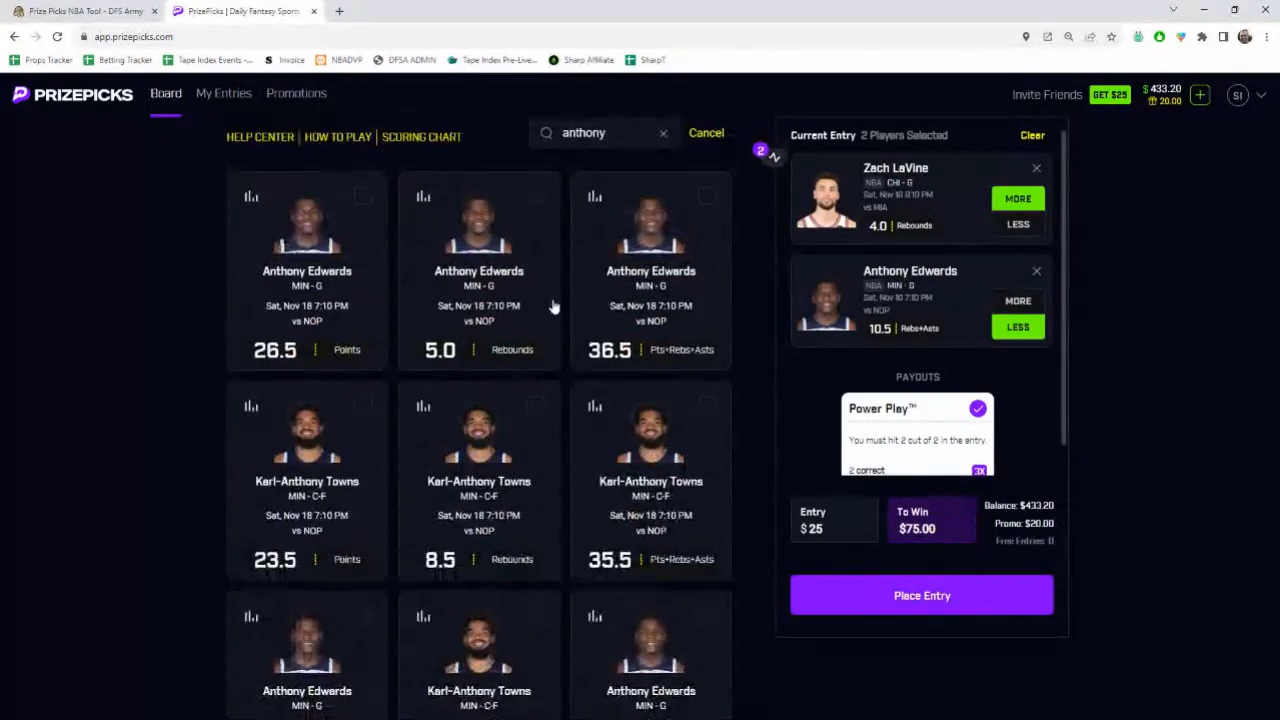 Prize Picks NBA Tool - DFS Army
PrizePicks | Daily Fantasy Sports
app.prizepicks.com
Props Tracker
Betting Tracker
Tape Index Events -...
Invoice
NBADVP
DFSA ADMIN
Tape Index Pre-Live...
Sharp Affiliate
SharpT
PRIZEPICKS
Board
My Entries
Promotions
Invite Friends
GET $25
$ 433.20
20.00
SI
HELP CENTER | HOW TO PLAY | SCORING CHART
anthony
Cancel
Anthony Edwards
MIN - G
Sat, Nov 18 7:10 PM
vs NOP
26.5 Points
Anthony Edwards
MIN - G
Sat, Nov 18 7:10 PM
vs NOP
5.0 Rebounds
Anthony Edwards
MIN - G
Sat, Nov 18 7:10 PM
vs NOP
36.5 Pts+Rebs+Asts
Karl-Anthony Towns
MIN - C-F
Sat, Nov 18 7:10 PM
vs NOP
23.5 Points
Karl-Anthony Towns
MIN - C-F
Sat, Nov 18 7:10 PM
vs NOP
8.5 Rebounds
Karl-Anthony Towns
MIN - C-F
Sat, Nov 18 7:10 PM
vs NOP
35.5 Pts+Rebs+Asts
Anthony Edwards
MIN - G
Karl-Anthony Towns
MIN - C-F
Anthony Edwards
MIN - G
2
Current Entry 2 Players Selected
Clear
Zach LaVine
NBA CHI - G
Sat, Nov 18 8:10 PM
vs MIA
4.0 | Rebounds
MORE
LESS
Anthony Edwards
NBA MIN - G
Sat, Nov 18 7:10 PM
vs NOP
10.5 | Rebs+Asts
MORE
LESS
PAYOUTS
Power Play™
You must hit 2 out of 2 in the entry.
2 correct
3X
Entry
$ 25
To Win
$75.00
Balance: $433.20
Promo: $20.00
Free Entries: 0
Place Entry